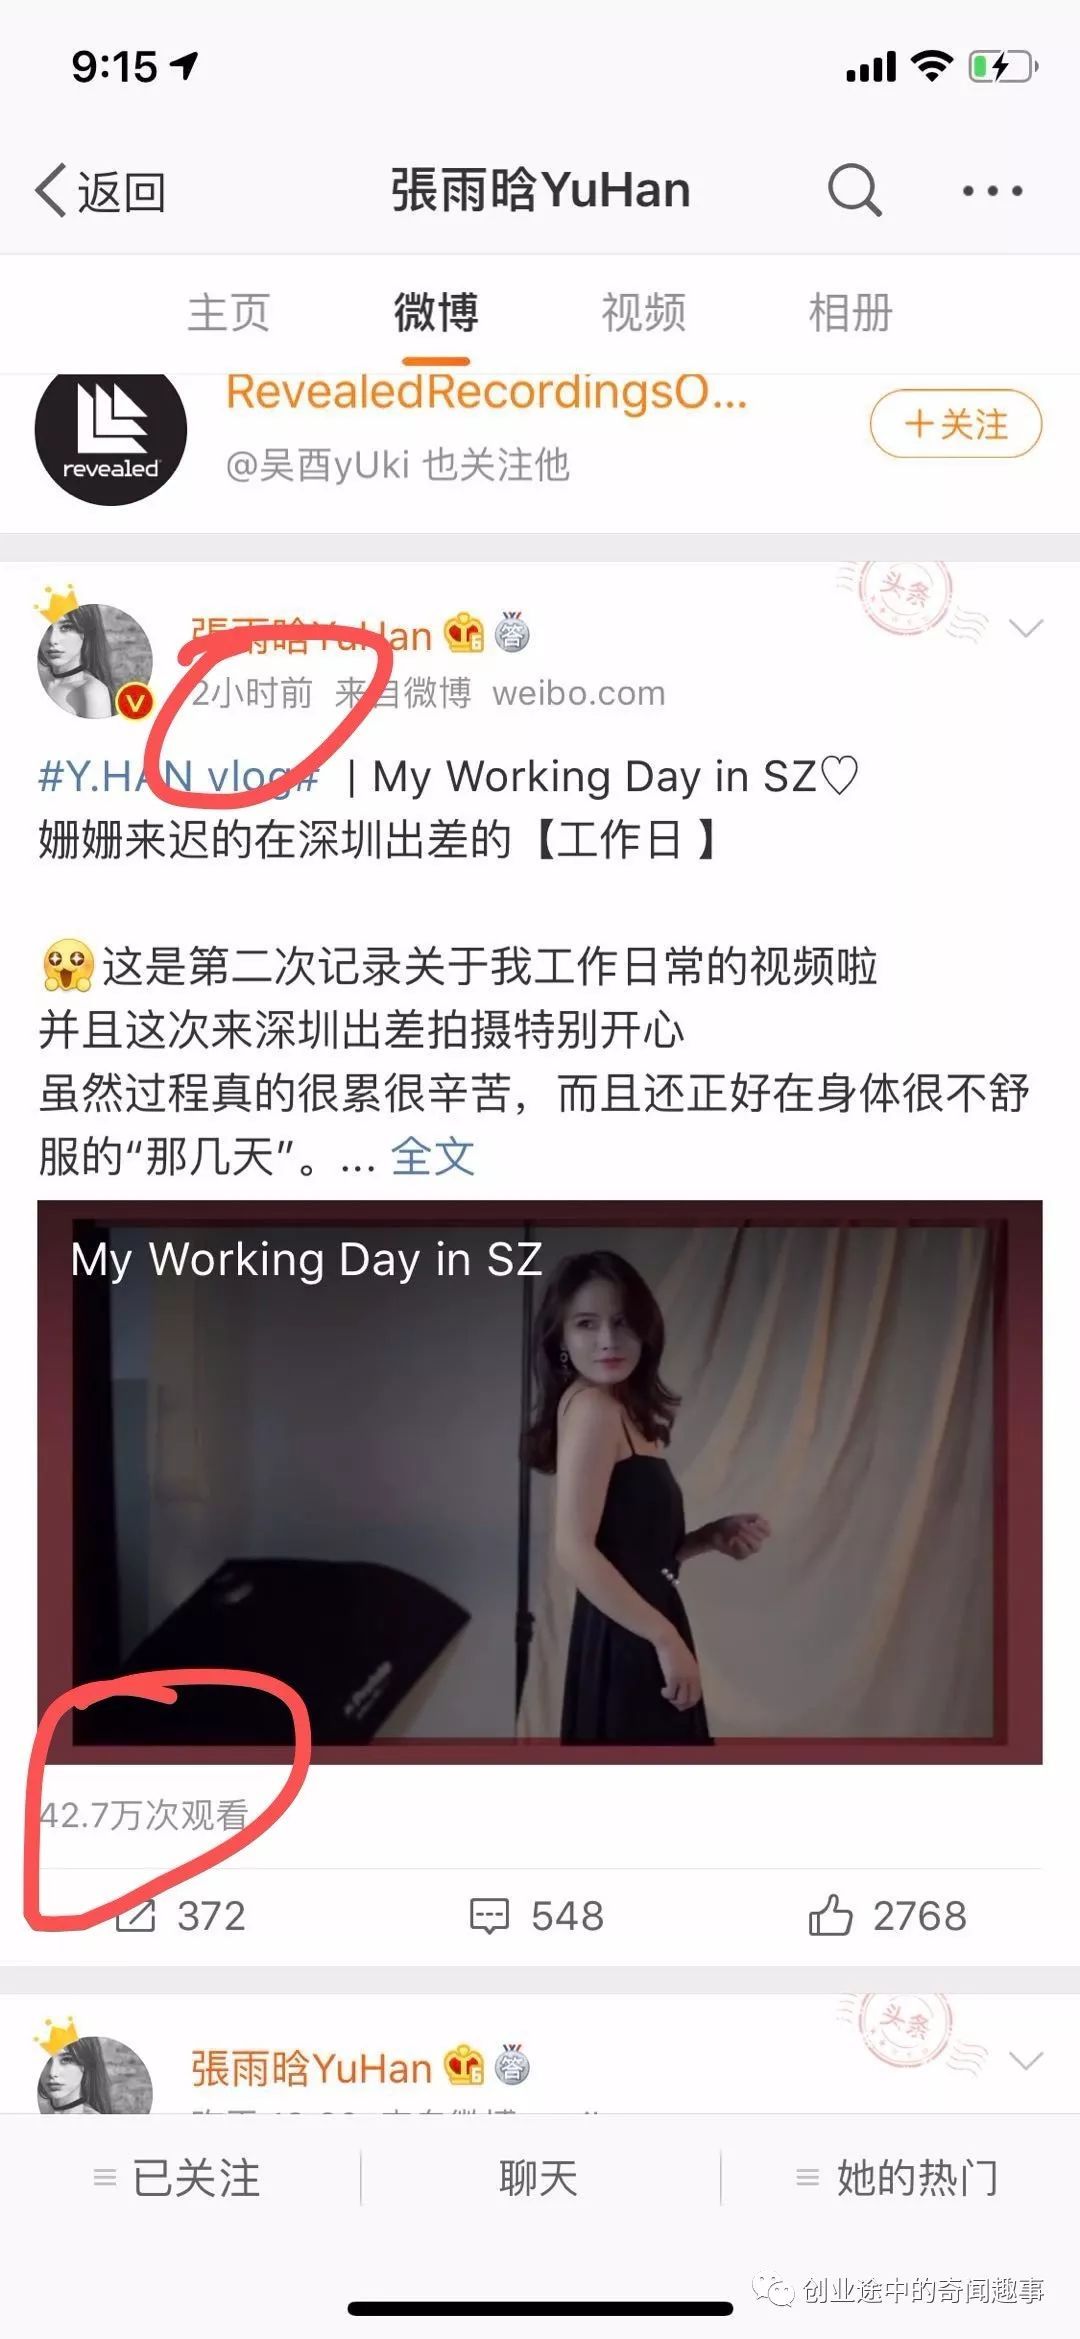 9:15
返回
張雨晗YuHan
主页
微博
视频
相册
revealed
RevealedRecordingsO...
@吴酉yUki 也关注他
+关注
头条
張雨晗YuHan
答
2小时前 来自微博 weibo.com
#Y.HAN vlog# | My Working Day in SZ♡
姗姗来迟的在深圳出差的【工作日 】
这是第二次记录关于我工作日常的视频啦
并且这次来深圳出差拍摄特别开心
虽然过程真的很累很辛苦，而且还正好在身体很不舒
服的“那几天”。... 全文
My Working Day in SZ
42.7万次观看
372
548
2768
头条
張雨晗YuHan
答
已关注
聊天
她的热门
创业途中的奇闻趣事